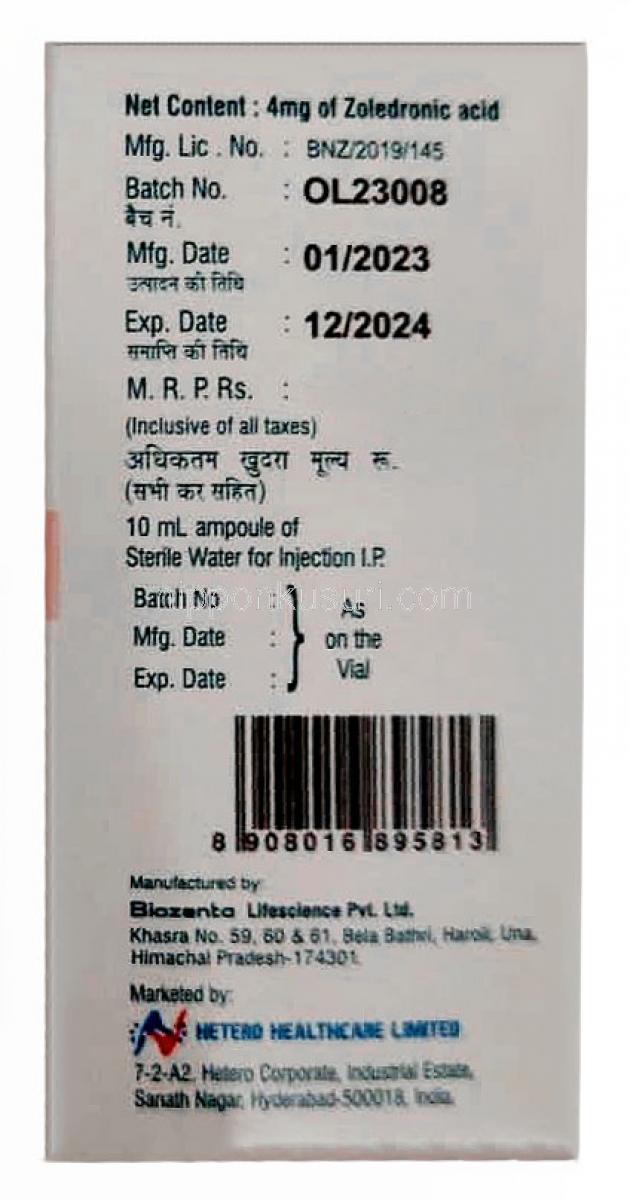 Net Content : 4mg of Zoledronic acid
Mfg. Lic . No. : BNZ/2019/145
Batch No. : OL23008
बैच नं.
Mfg. Date : 01/2023
उत्पादन की तिथि
Exp. Date : 12/2024
समाप्ति की तिथि
M. R. P. Rs. :
(Inclusive of all taxes)
अधिकतम खुदरा मूल्य रू.
(सभी कर सहित)
10 mL ampoule of
Sterile Water for Injection I.P.
Batch No :
Mfg. Date :
Exp. Date :
As
on the
Vial
nipponkusuri.com
8 908016 895813
Manufactured by:
Biozenta Lifescience Pvt. Ltd.
Khasra No. 59, 60 & 61, Bela Bathri, Haroli, Una,
Himachal Pradesh-174301.
Marketed by:
HETERO HEALTHCARE LIMITED
7-2-A2, Hetero Corporate, Industrial Estate,
Sanath Nagar, Hyderabad-500018, India.